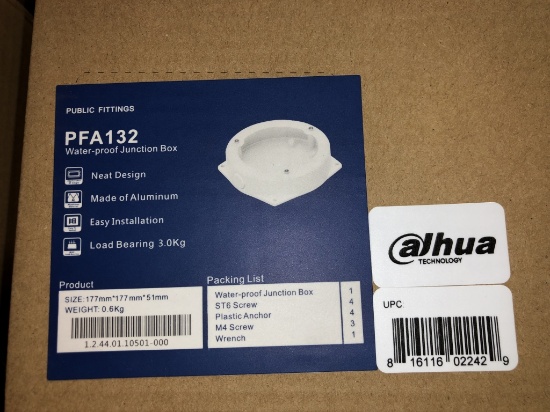 PUBLIC FITTINGS
PFA132
Water-proof Junction Box
Neat Design
Made of Aluminum
Easy Installation
Load Bearing 3.0Kg
Product
SIZE: 177mm*177mm*51mm
WEIGHT: 0.6Kg
1.2.44.01.10501-000
Packing List
Water-proof Junction Box 1
ST6 Screw 4
Plastic Anchor 4
M4 Screw 3
Wrench 1
alhua
TECHNOLOGY
UPC
8 16116 02242 9